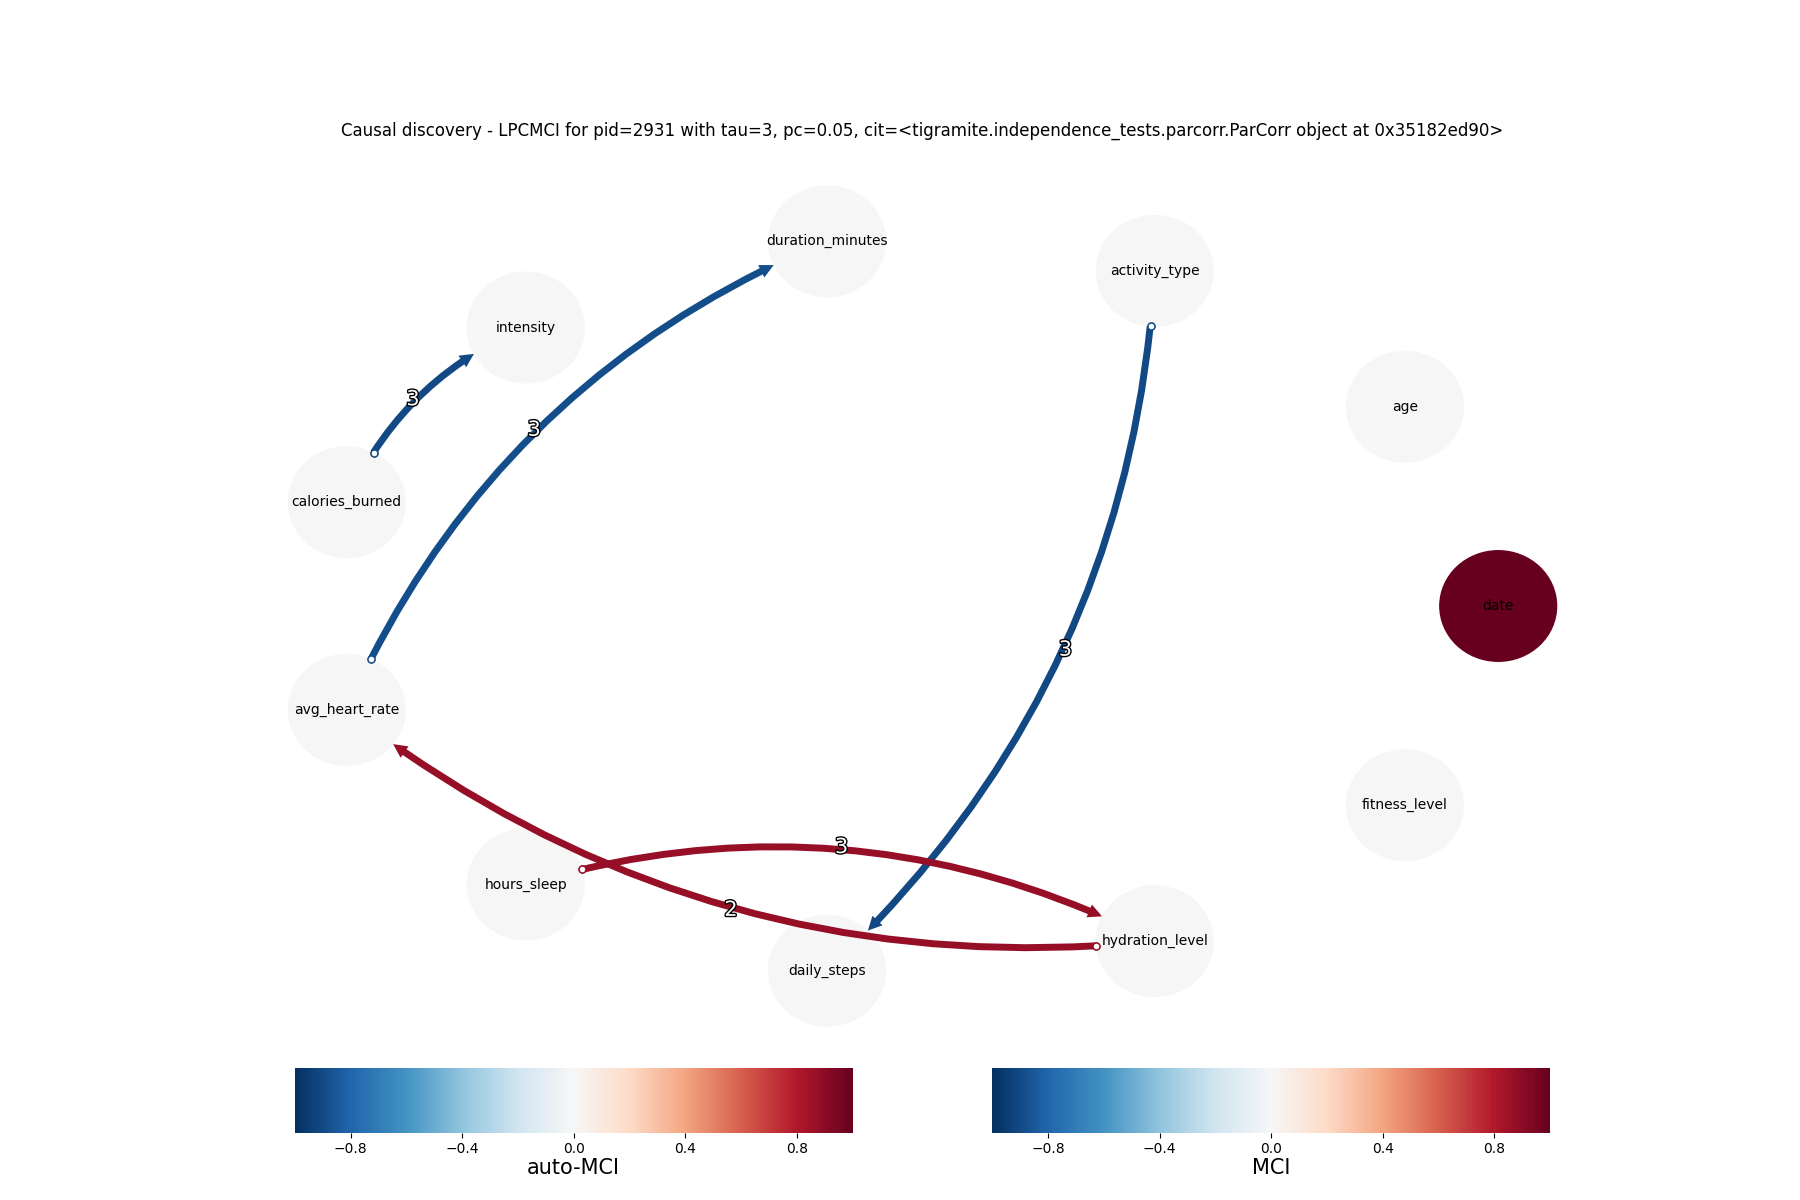 Causal discovery - LPCMCI for pid=2931 with tau=3, pc=0.05, cit=<tigramite.independence_tests.parcorr.ParCorr object at 0x35182ed90>
duration_minutes
activity_type
intensity
3
age
3
calories_burned
date
3
avg_heart_rate
fitness_level
3
hours_sleep
2
hydration_level
daily_steps
−0.8 −0.4 0.0 0.4 0.8
auto-MCI
−0.8 −0.4 0.0 0.4 0.8
MCI